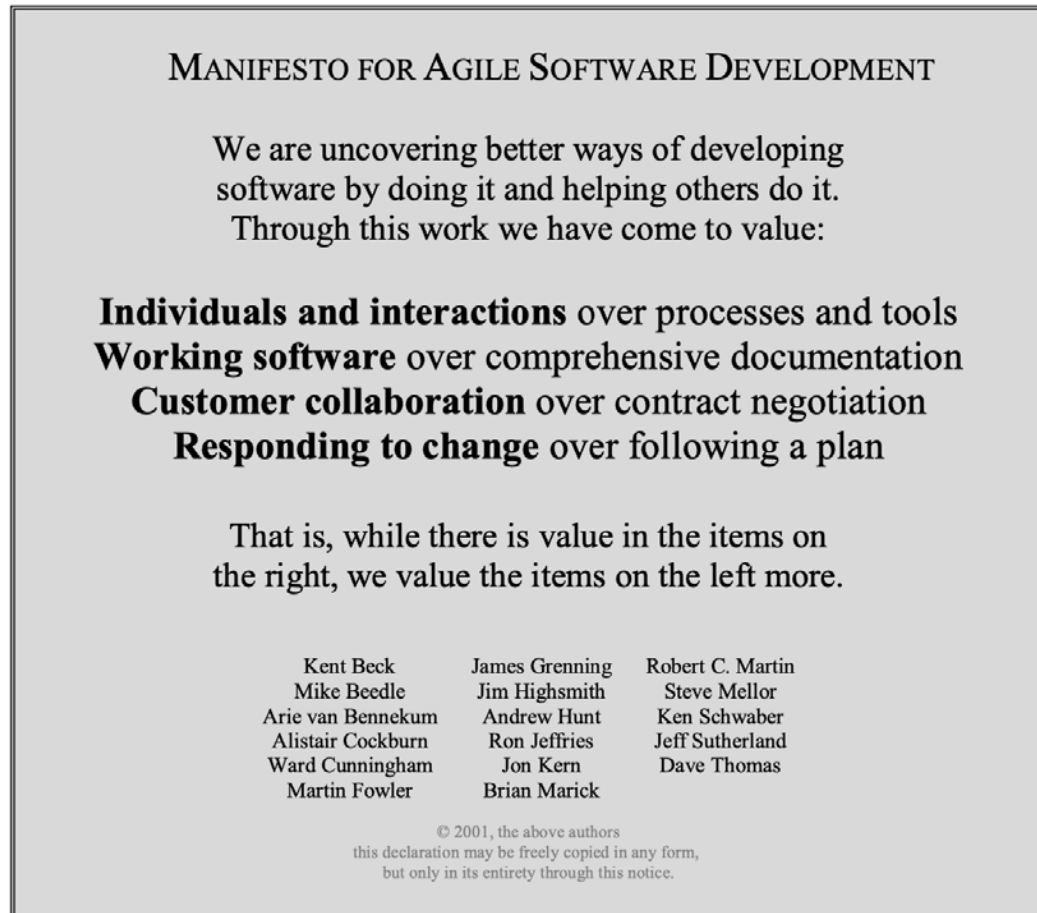 MANIFESTO FOR AGILE SOFTWARE DEVELOPMENT
We are uncovering better ways of developing
software by doing it and helping others do it.
Through this work we have come to value:
Individuals and interactions over processes and tools
Working software over comprehensive documentation
Customer collaboration over contract negotiation
Responding to change over following a plan
That is, while there is value in the items on
the right, we value the items on the left more.
Kent Beck James Grenning Robert C. Martin
Mike Beedle Jim Highsmith Steve Mellor
Arie van Bennekum Andrew Hunt Ken Schwaber
Alistair Cockburn Ron Jeffries Jeff Sutherland
Ward Cunningham Jon Kern Dave Thomas
Martin Fowler Brian Marick
© 2001, the above authors
this declaration may be freely copied in any form,
but only in its entirety through this notice.